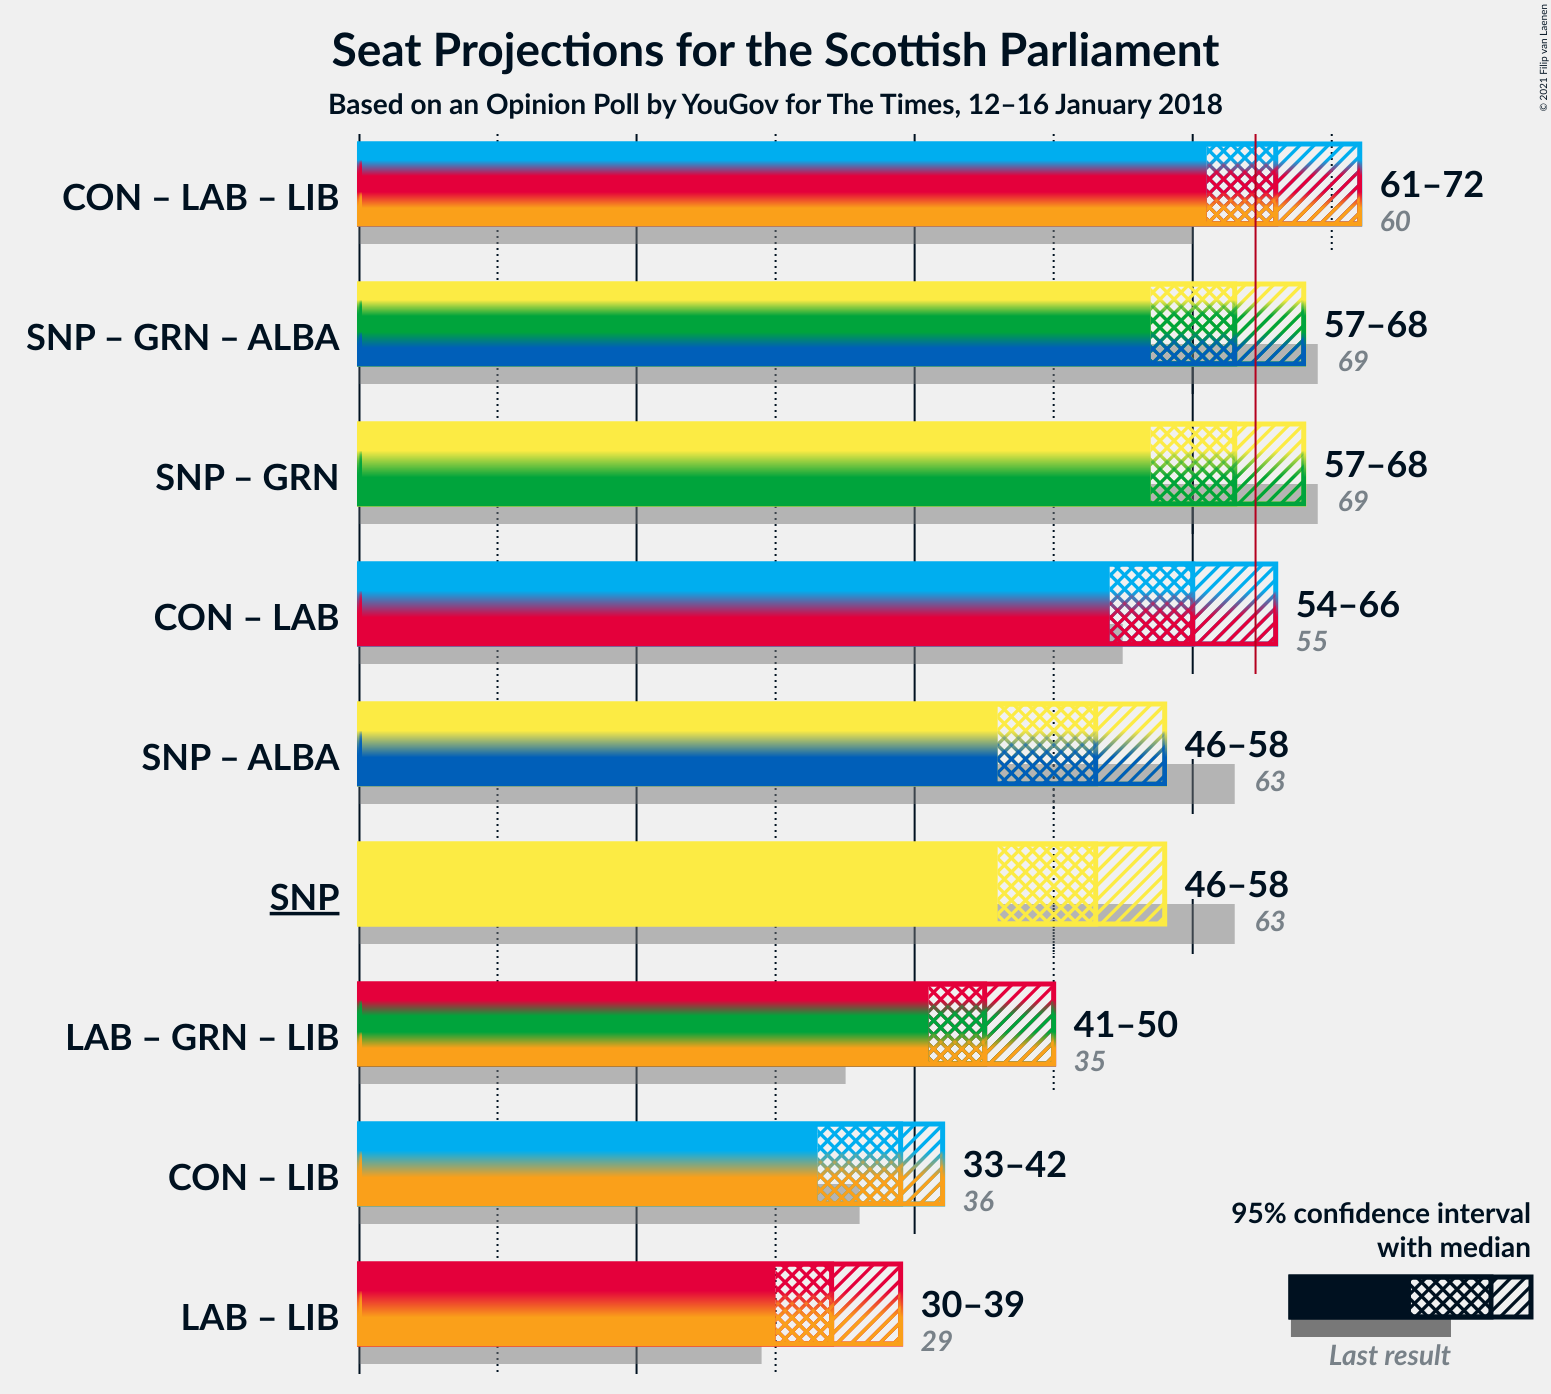 Seat Projections for the Scottish Parliament
Based on an Opinion Poll by YouGov for The Times, 12–16 January 2018
© 2021 Filip van Laenen
CON – LAB – LIB
61–72
60
SNP – GRN – ALBA
57–68
69
SNP – GRN
57–68
69
CON – LAB
54–66
55
SNP – ALBA
46–58
63
SNP
46–58
63
LAB – GRN – LIB
41–50
35
CON – LIB
33–42
36
LAB – LIB
30–39
29
95% confidence interval
with median
Last result